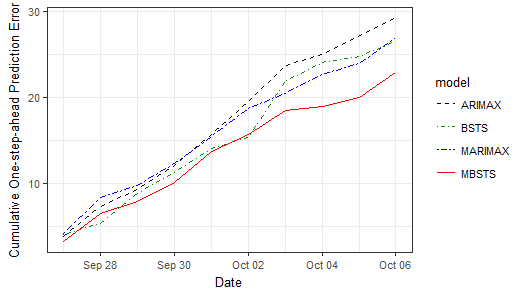 Cumulative One-step-ahead Prediction Error
30
20
10
Sep 28
Sep 30
Oct 02
Oct 04
Oct 06
Date
model
ARIMAX
BSTS
MARIMAX
MBSTS